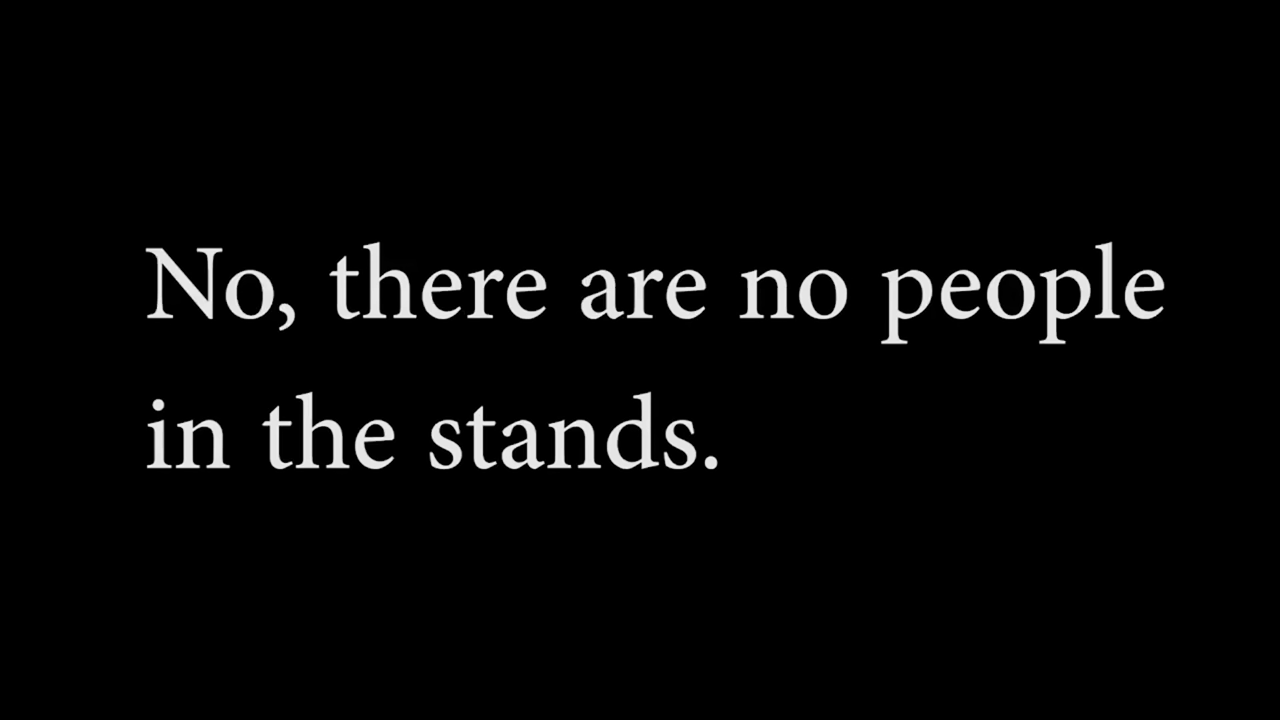 No, there are no people
in the stands.